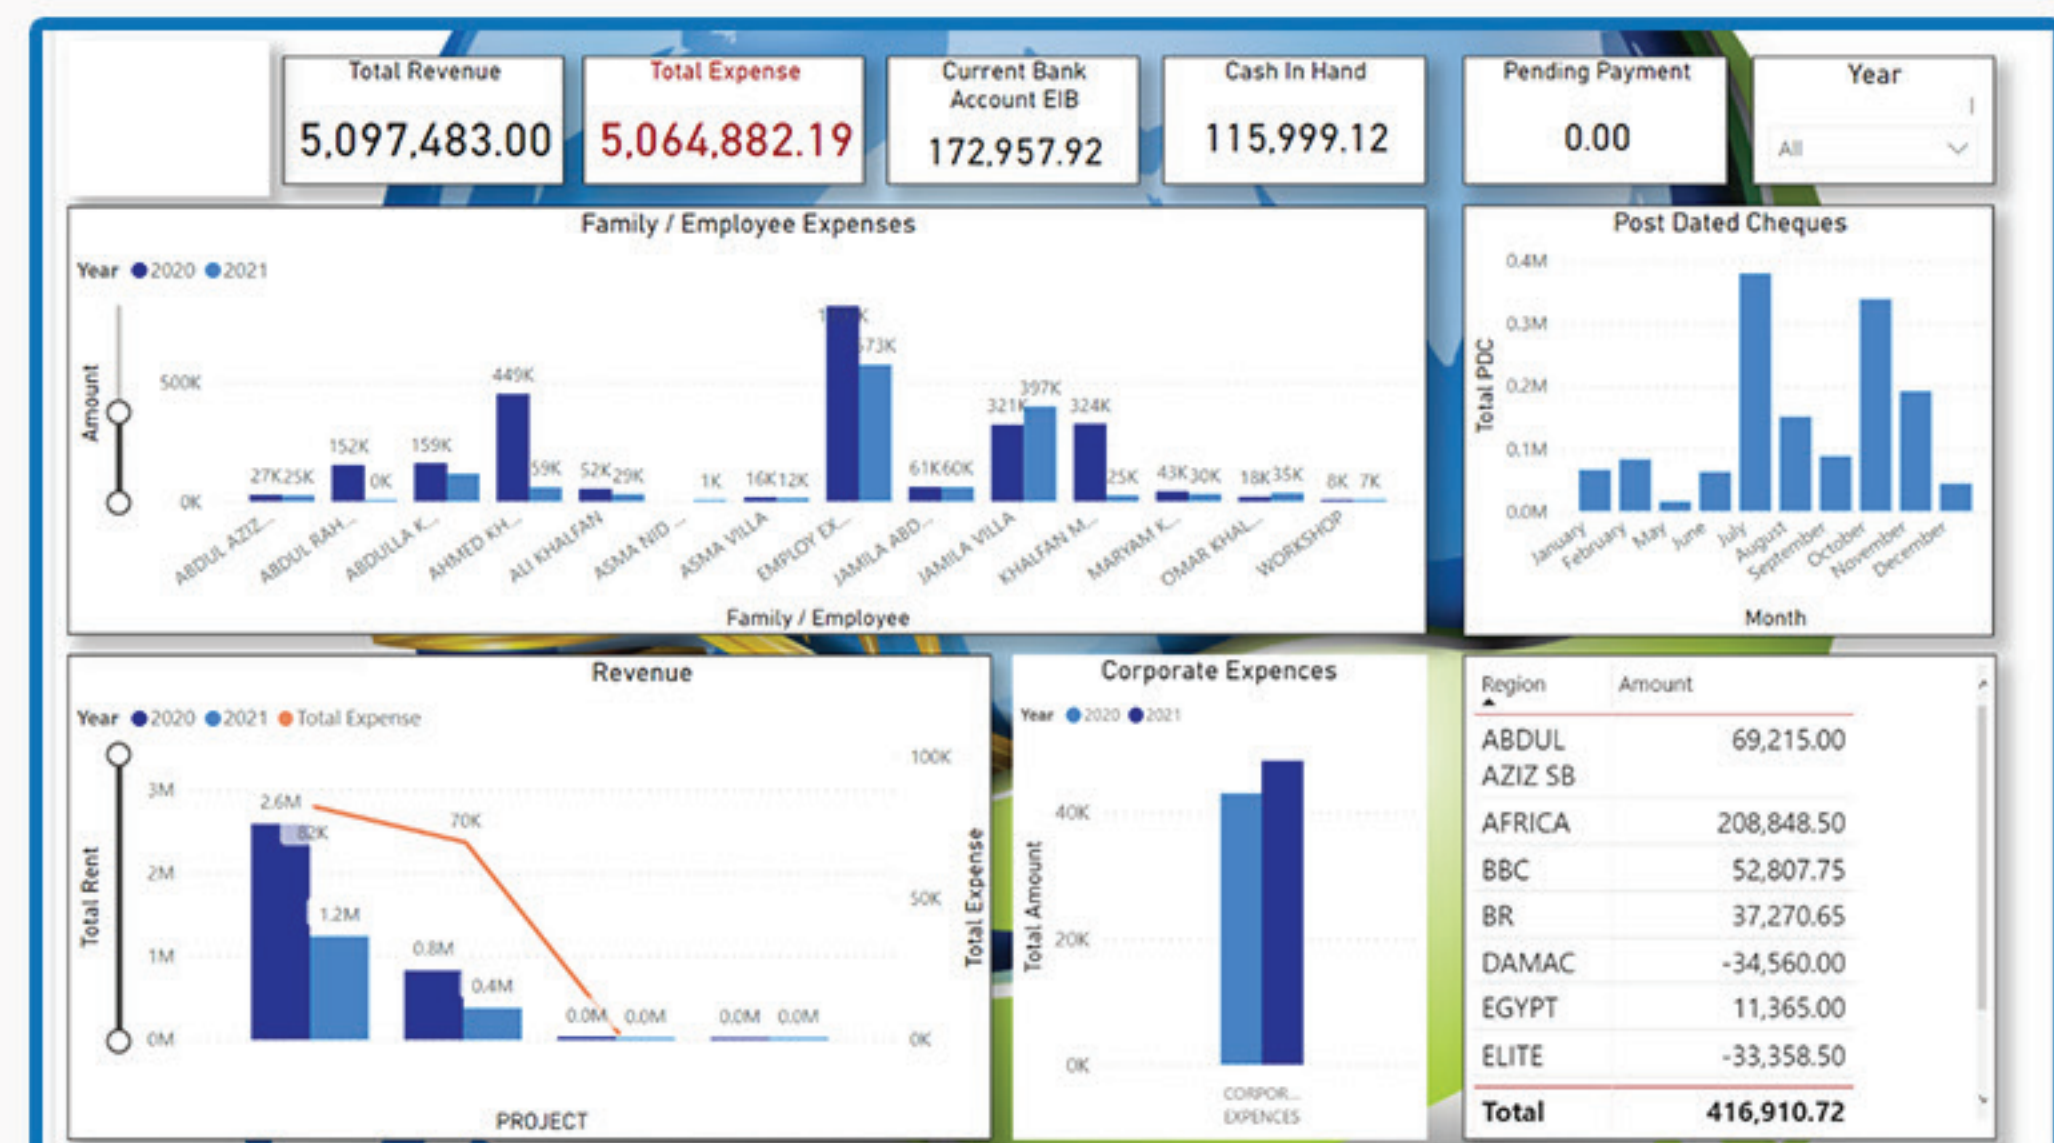 Total Revenue
5,097,483.00
Total Expense
5,064,882.19
Current Bank
Account EIB
172,957.92
Cash In Hand
115,999.12
Pending Payment
0.00
Year
All
Family / Employee Expenses
Year 2020 2021
Amount
500K
0K
27K 25K
152K 0K
159K
449K 59K
52K 29K
1K
16K 12K
573K
61K 60K
321K 397K
324K 25K
43K 30K
18K 35K
8K 7K
ABDUL AZIZ...
ABDUL RAH...
ABDULLA K...
AHMED KH...
ALI KHALFAN
ASMA NID ...
ASMA VILLA
EMPLOY EX...
JAMILA ABD...
JAMILA VILLA
KHALFAN M...
MARYAM K...
OMAR KHAL...
WORKSHOP
Family / Employee
Post Dated Cheques
Total PDC
0.4M
0.3M
0.2M
0.1M
0.0M
January
February
May
June
July
August
September
October
November
December
Month
Revenue
Year 2020 2021 Total Expense
Total Rent
3M
2M
1M
0M
2.6M
82K
1.2M
0.8M
70K
0.4M
0.0M 0.0M
0.0M 0.0M
100K
50K
0K
Total Expense
PROJECT
Corporate Expences
Year 2020 2021
Total Amount
40K
20K
0K
CORPOR...
EXPENCES
Region Amount
ABDUL 69,215.00
AZIZ SB
AFRICA 208,848.50
BBC 52,807.75
BR 37,270.65
DAMAC -34,560.00
EGYPT 11,365.00
ELITE -33,358.50
Total 416,910.72